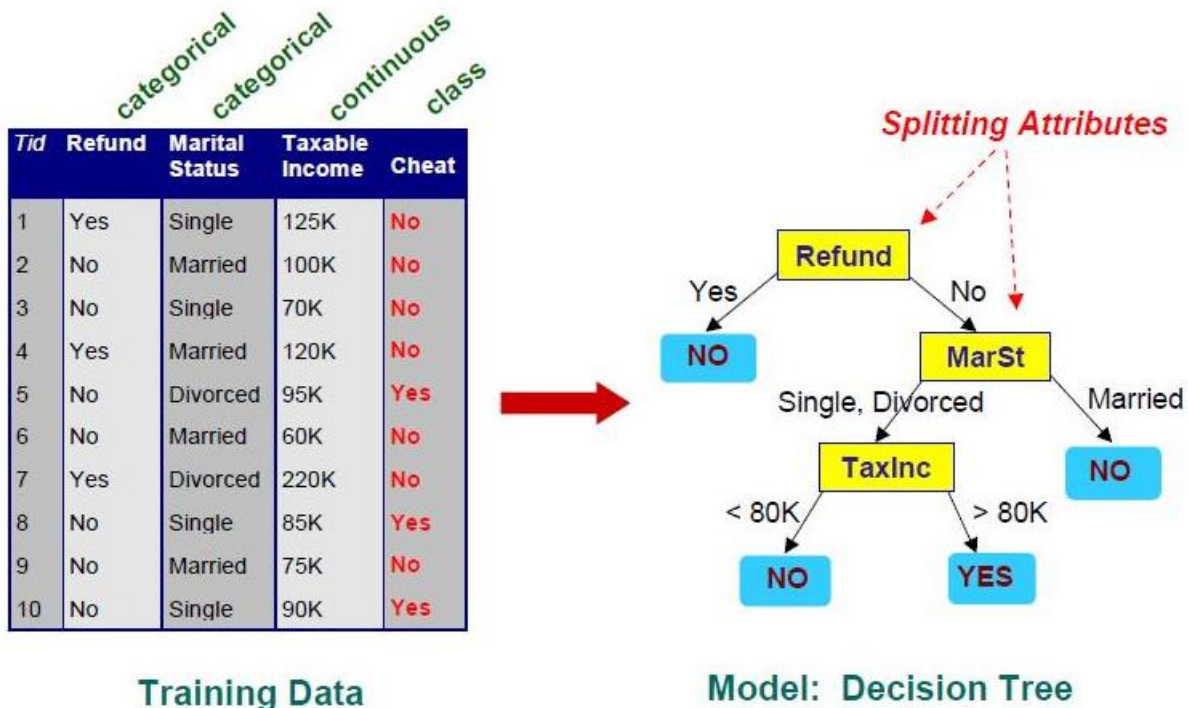 categorical
categorical
continuous
class
Tid Refund Marital Status Taxable Income Cheat
1 Yes Single 125K No
2 No Married 100K No
3 No Single 70K No
4 Yes Married 120K No
5 No Divorced 95K Yes
6 No Married 60K No
7 Yes Divorced 220K No
8 No Single 85K Yes
9 No Married 75K No
10 No Single 90K Yes
Training Data
Splitting Attributes
Refund
Yes No
NO MarSt
Single, Divorced Married
TaxInc NO
< 80K > 80K
NO YES
Model: Decision Tree